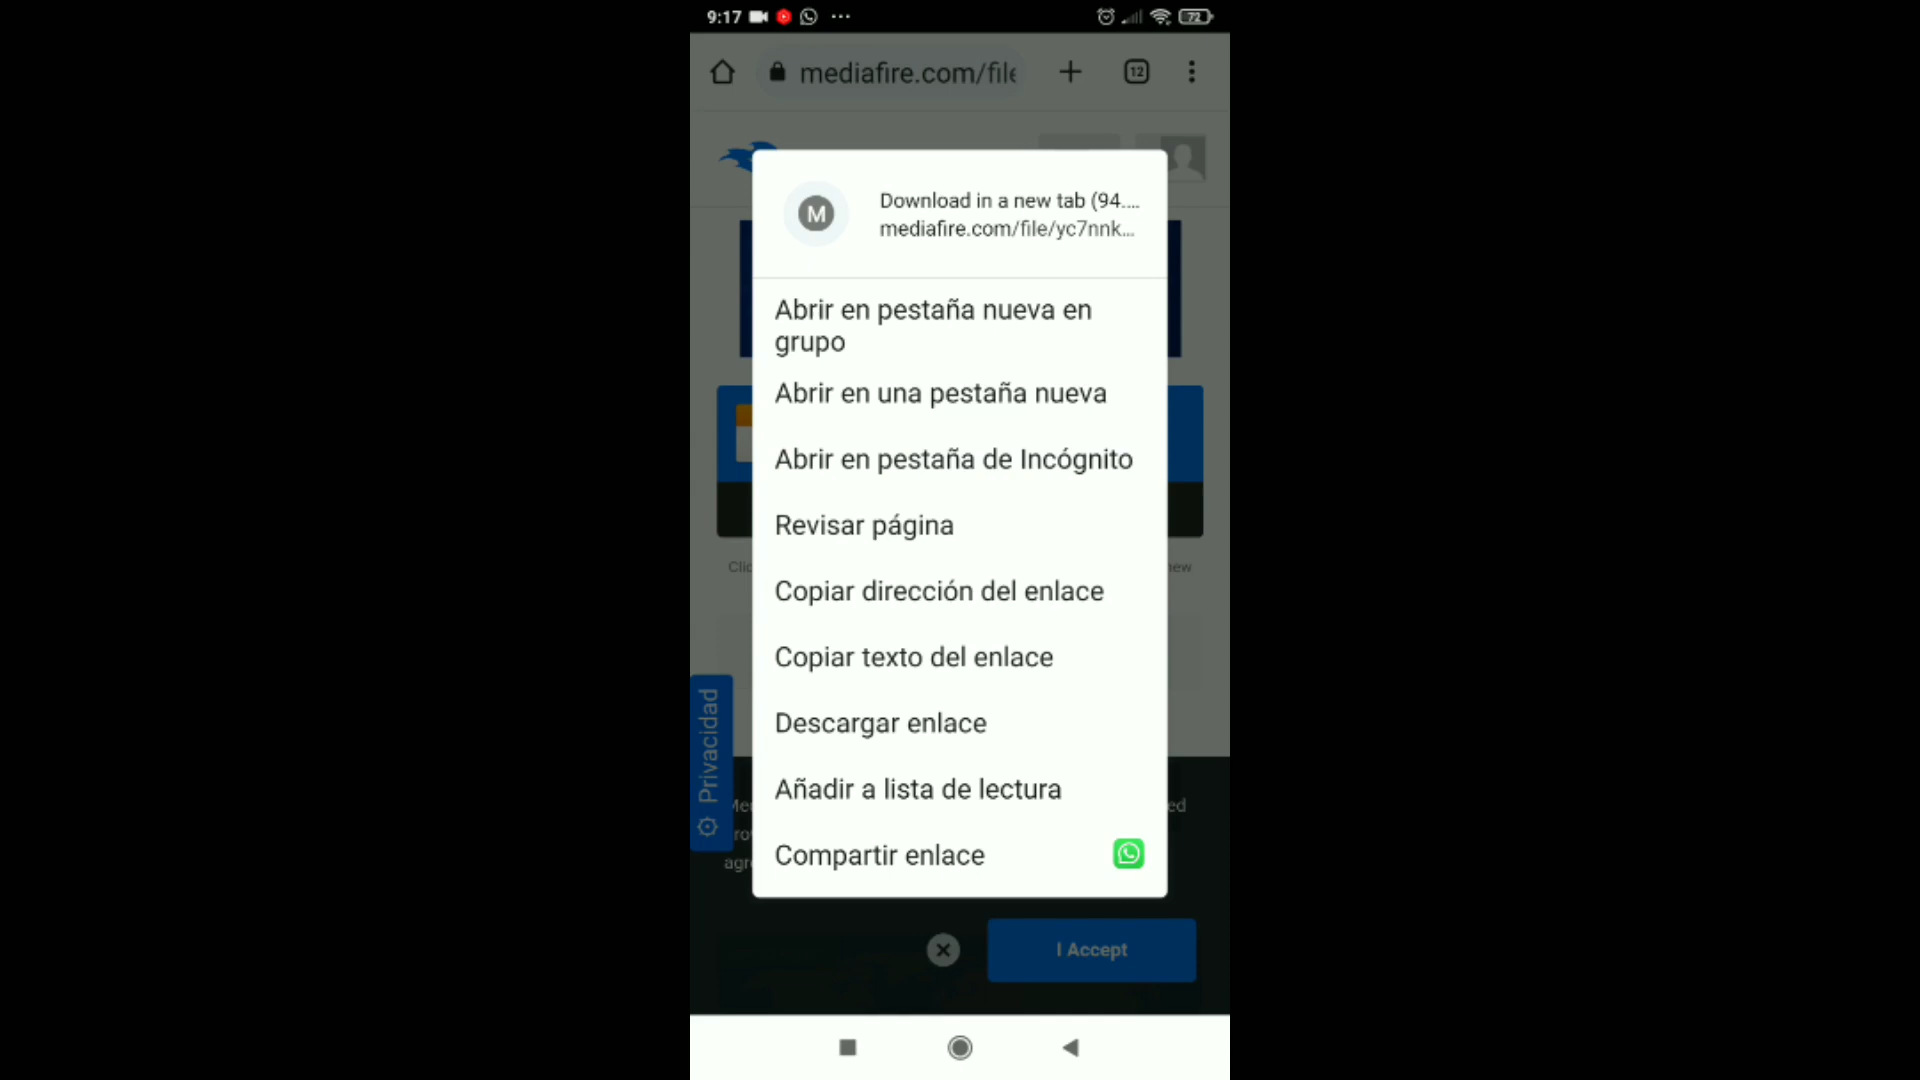 9:17
72
mediafire.com/file
12
Download in a new tab (94....
mediafire.com/file/yc7nnk...
Abrir en pestaña nueva en
grupo
Abrir en una pestaña nueva
Abrir en pestaña de Incógnito
Revisar página
Copiar dirección del enlace
Copiar texto del enlace
Descargar enlace
Añadir a lista de lectura
Compartir enlace
Privacidad
I Accept